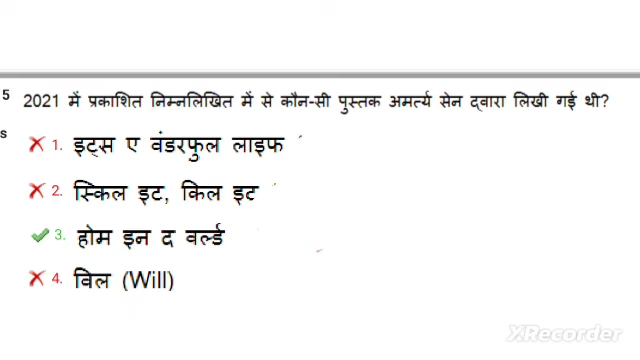 5 2021 में प्रकाशित निम्नलिखित में से कौन-सी पुस्तक अमर्त्य सेन द्वारा लिखी गई थी?
s
1. इट्स ए वंडरफुल लाइफ
2. स्किल इट, किल इट
3. होम इन द वर्ल्ड
4. विल (Will)
XRecorder